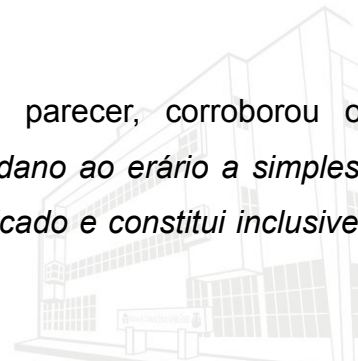 parecer, corroborou o
dano ao erário a simples
cado e constitui inclusive